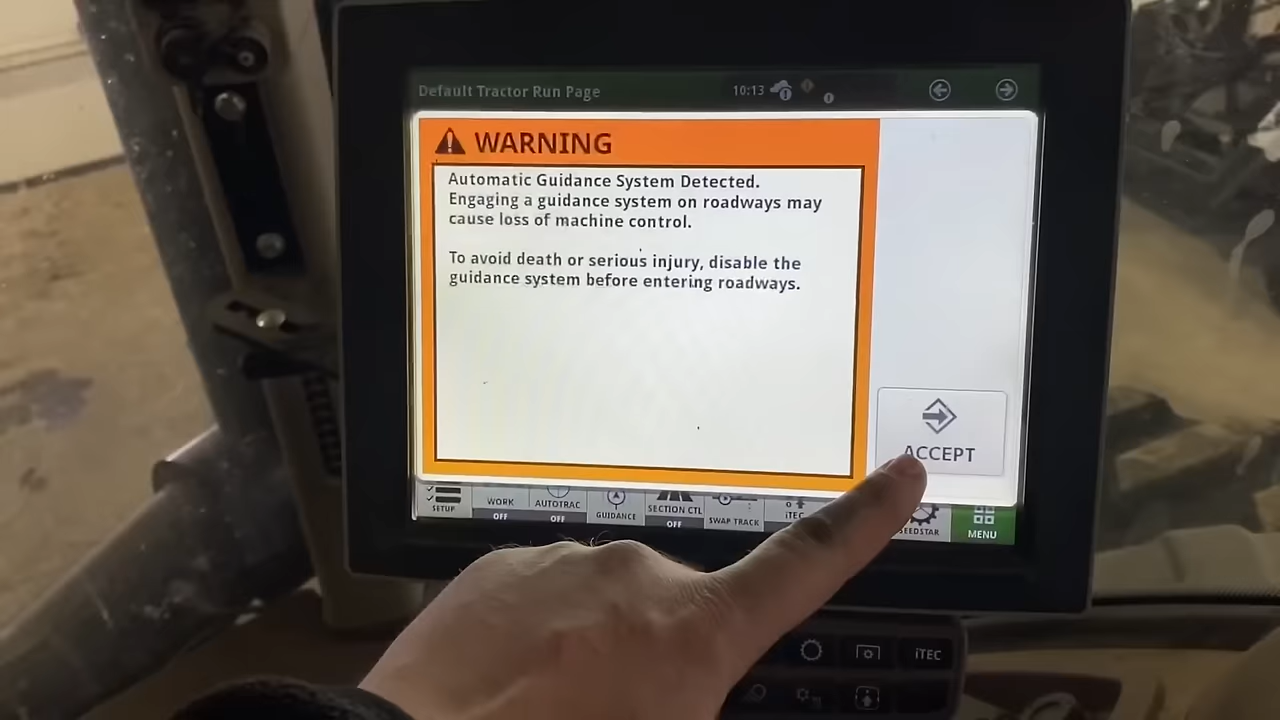 Default Tractor Run Page
10:13
WARNING
Automatic Guidance System Detected.
Engaging a guidance system on roadways may
cause loss of machine control.
To avoid death or serious injury, disable the
guidance system before entering roadways.
ACCEPT
SETUP
WORK
OFF
AUTOTRAC
OFF
GUIDANCE
SECTION CTL
OFF
SWAP TRACK
iTEC
SEEDSTAR
MENU
iTEC